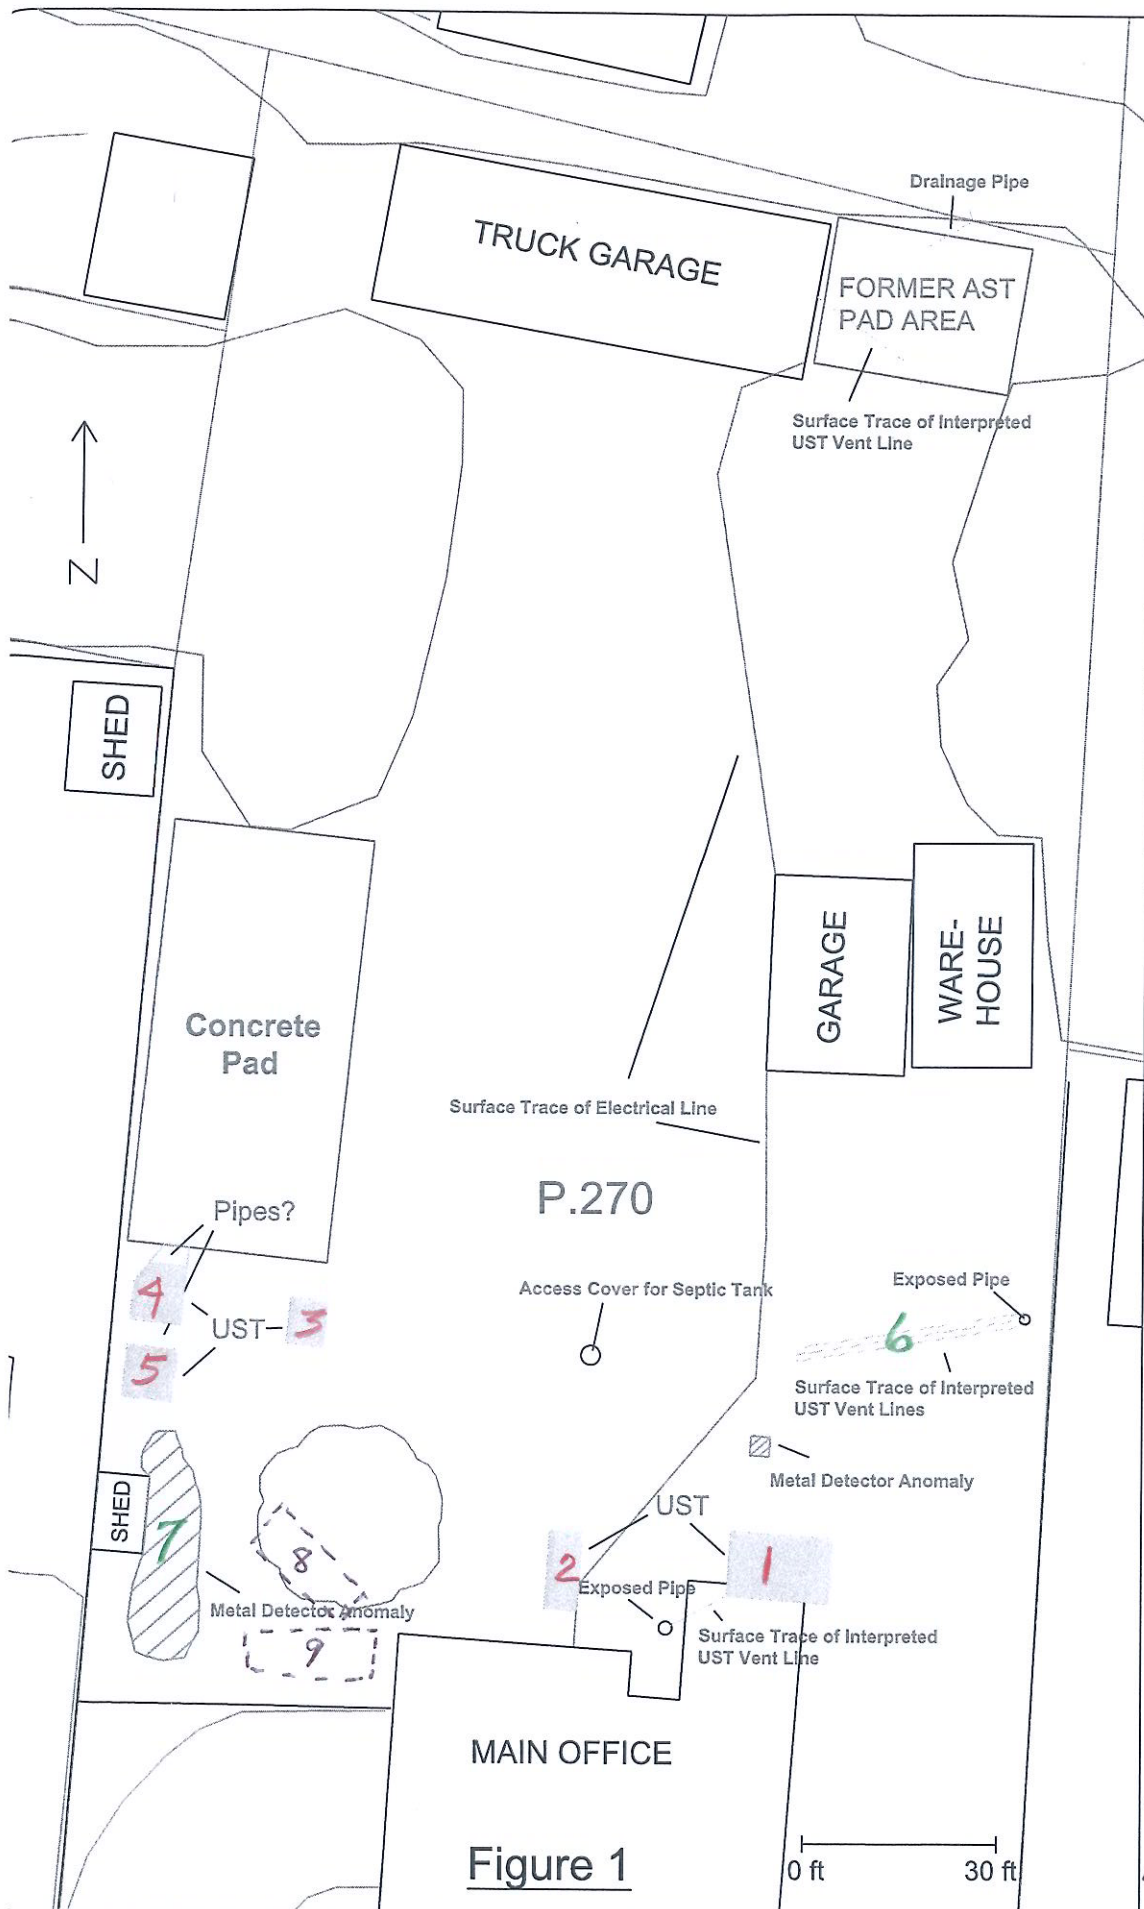 Drainage Pipe
TRUCK GARAGE
FORMER AST
PAD AREA
Surface Trace of Interpreted
UST Vent Line
N
SHED
GARAGE
WARE-
HOUSE
Concrete
Pad
Surface Trace of Electrical Line
P.270
Pipes?
Access Cover for Septic Tank
Exposed Pipe
4
UST
3
5
6
Surface Trace of Interpreted
UST Vent Lines
Metal Detector Anomaly
SHED
7
8
UST
2
1
Exposed Pipe
Metal Detector Anomaly
9
Surface Trace of Interpreted
UST Vent Line
MAIN OFFICE
Figure 1
0 ft
30 ft